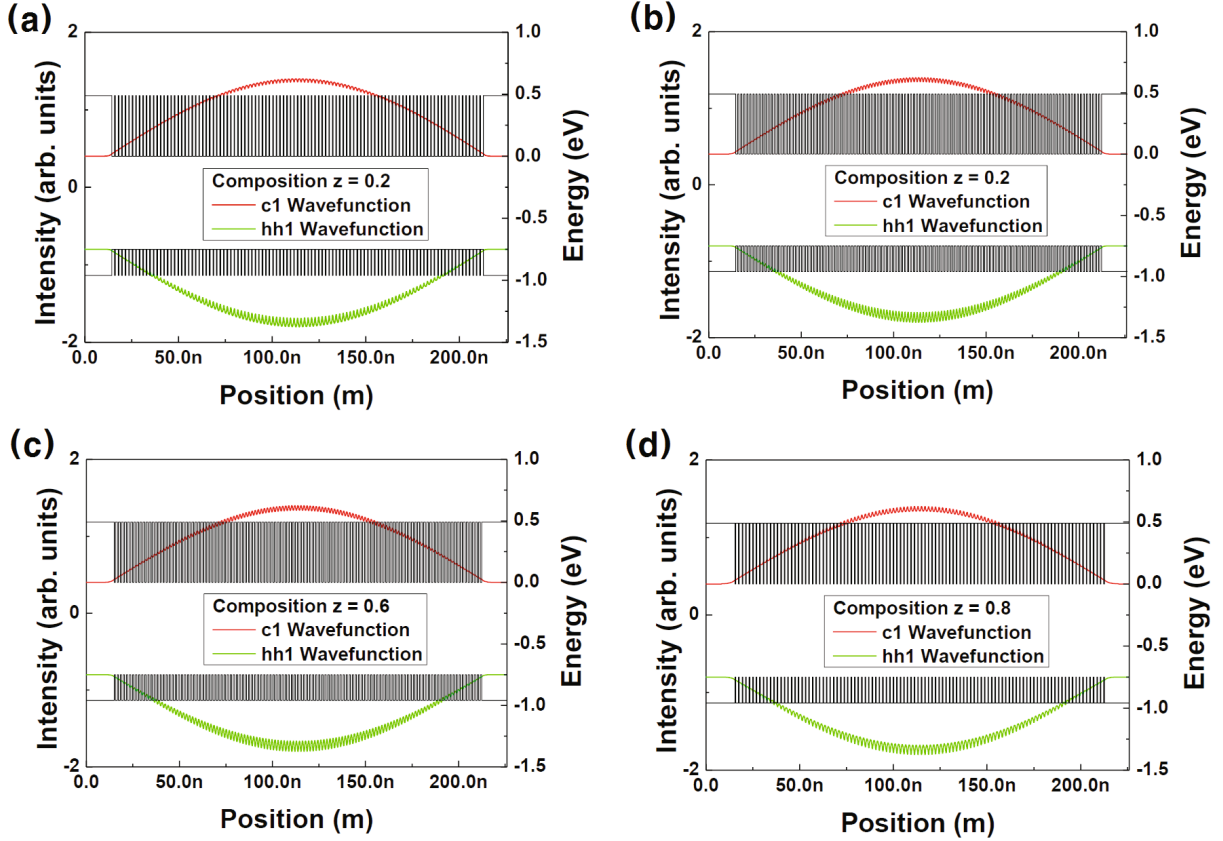 (a)
2
1.0
0.5
0.0
0
-0.5
-1.0
-2
-1.5
0.0 50.0n 100.0n 150.0n 200.0n
Intensity (arb. units)
Energy (eV)
Position (m)
Composition z = 0.2
c1 Wavefunction
hh1 Wavefunction
(b)
2
1.0
0.5
0.0
0
-0.5
-1.0
-2
-1.5
0.0 50.0n 100.0n 150.0n 200.0n
Intensity (arb. units)
Energy (eV)
Position (m)
Composition z = 0.2
c1 Wavefunction
hh1 Wavefunction
(c)
2
1.0
0.5
0.0
0
-0.5
-1.0
-2
-1.5
0.0 50.0n 100.0n 150.0n 200.0n
Intensity (arb. units)
Energy (eV)
Position (m)
Composition z = 0.6
c1 Wavefunction
hh1 Wavefunction
(d)
2
1.0
0.5
0.0
0
-0.5
-1.0
-2
-1.5
0.0 50.0n 100.0n 150.0n 200.0n
Intensity (arb. units)
Energy (eV)
Position (m)
Composition z = 0.8
c1 Wavefunction
hh1 Wavefunction